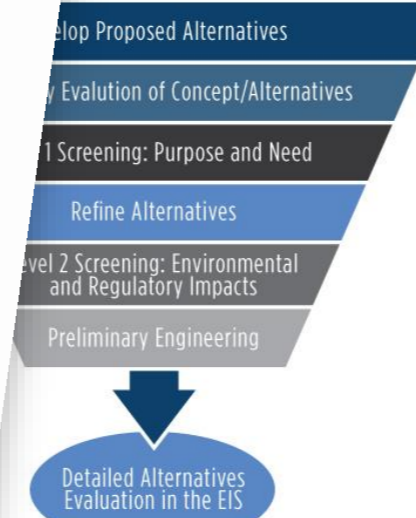 elop Proposed Alternatives
y Evalution of Concept/Alternatives
1 Screening: Purpose and Need
Refine Alternatives
evel 2 Screening: Environmental
and Regulatory Impacts
Preliminary Engineering
Detailed Alternatives
Evaluation in the EIS